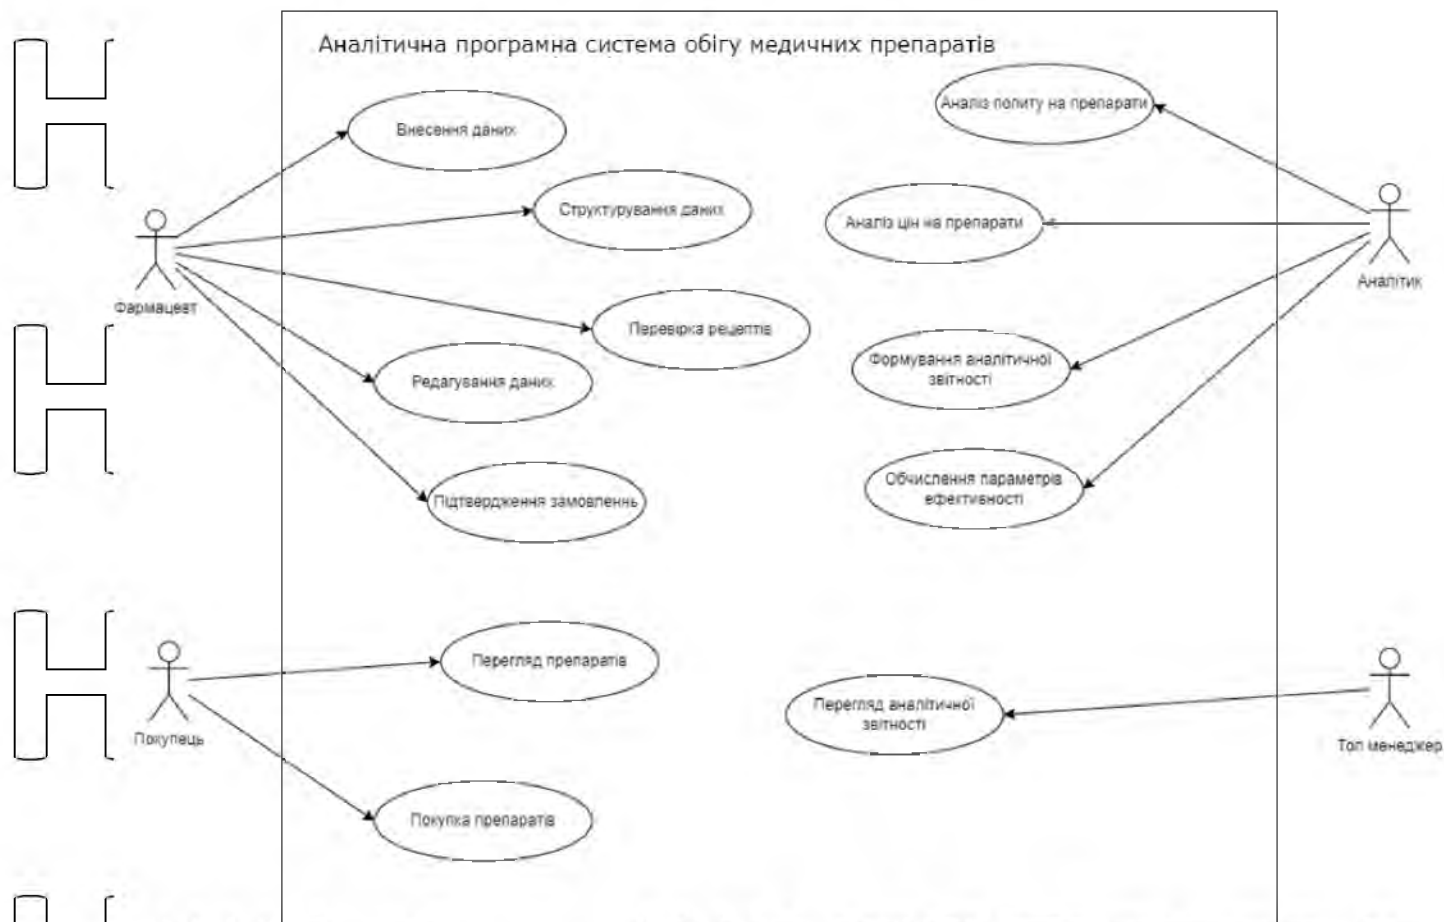 Аналітична програмна система обігу медичних препаратів
Внесення даних
Структурування даних
Перевірка рецептів
Редагування даних
Підтвердження замовленнь
Фармацевт
Аналіз попиту на препарати
Аналіз цін на препарати
Формування аналітичної
звітності
Обчислення параметрів
ефективності
Аналітик
Перегляд препаратів
Покупка препаратів
Покупець
Перегляд аналітичної
звітності
Топ менеджер